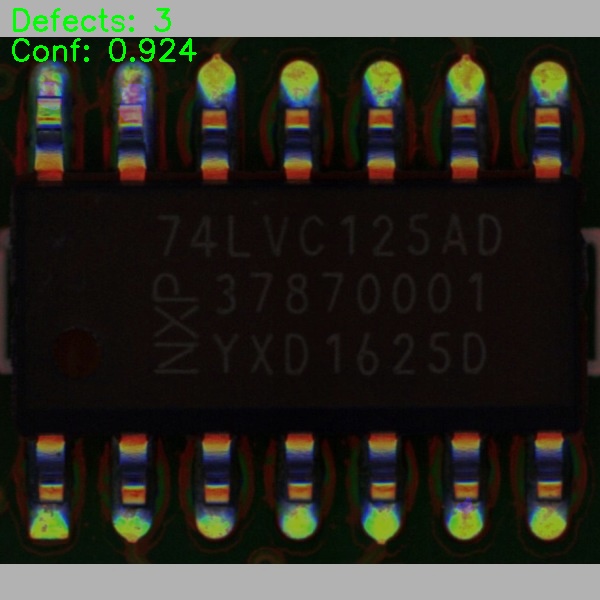 Defects: 3
Conf: 0.924
74LVC125AD
37870001
NXP
YXD1625D